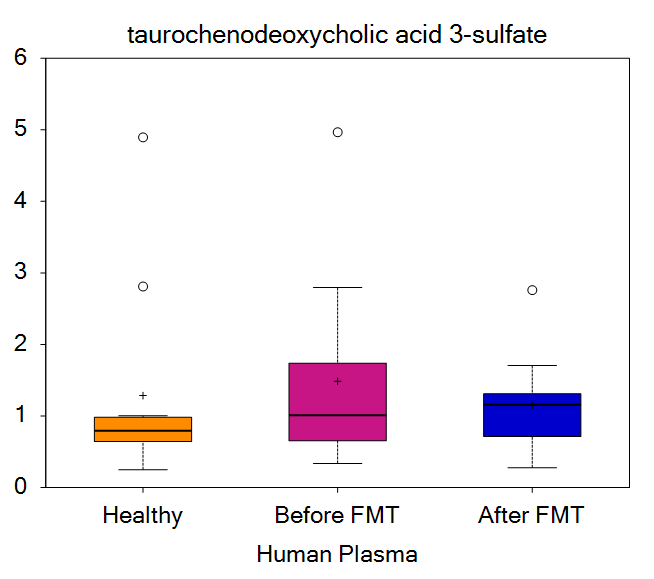 taurochenodeoxycholic acid 3-sulfate
6
5
4
3
2
1
0
Healthy Before FMT After FMT
Human Plasma